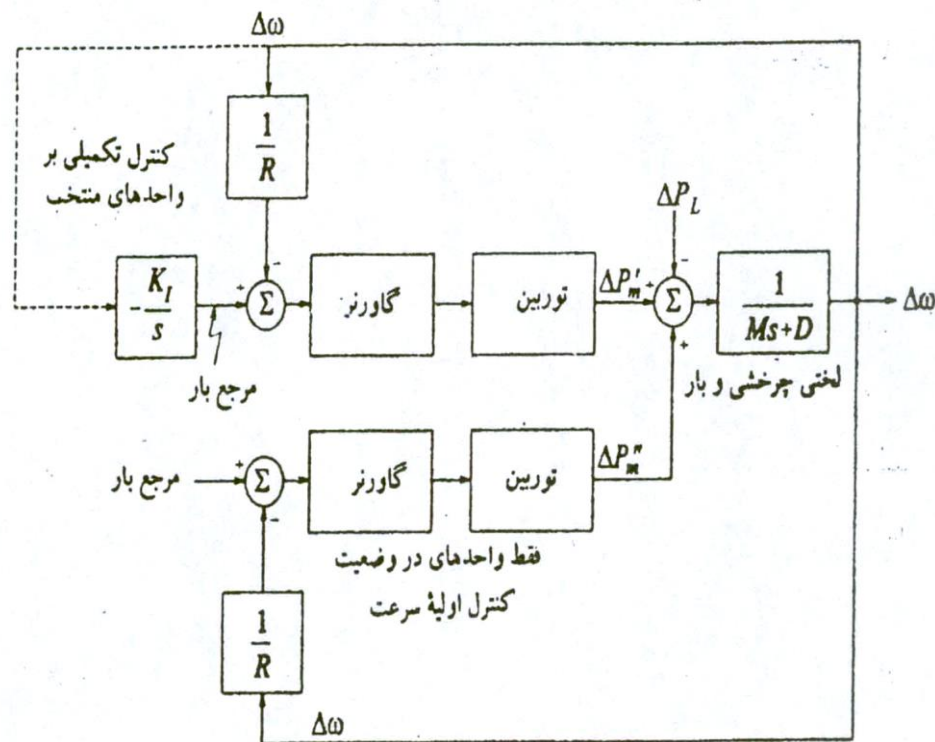 Δω
1/R
کنترل تکمیلی بر
واحدهای منتخب
-K_I/s
+
-
Σ
گاورنر
توربین
ΔP'_m
ΔP_L
-
+
Σ
+
1/(Ms+D)
Δω
لختی چرخشی و بار
مرجع بار
مرجع بار
+
Σ
-
گاورنر
توربین
ΔP''_m
فقط واحدهای در وضعیت
کنترل اولیهٔ سرعت
1/R
Δω